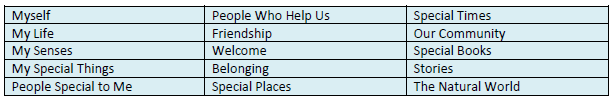 Myself People Who Help Us Special Times
My Life Friendship Our Community
My Senses Welcome Special Books
My Special Things Belonging Stories
People Special to Me Special Places The Natural World